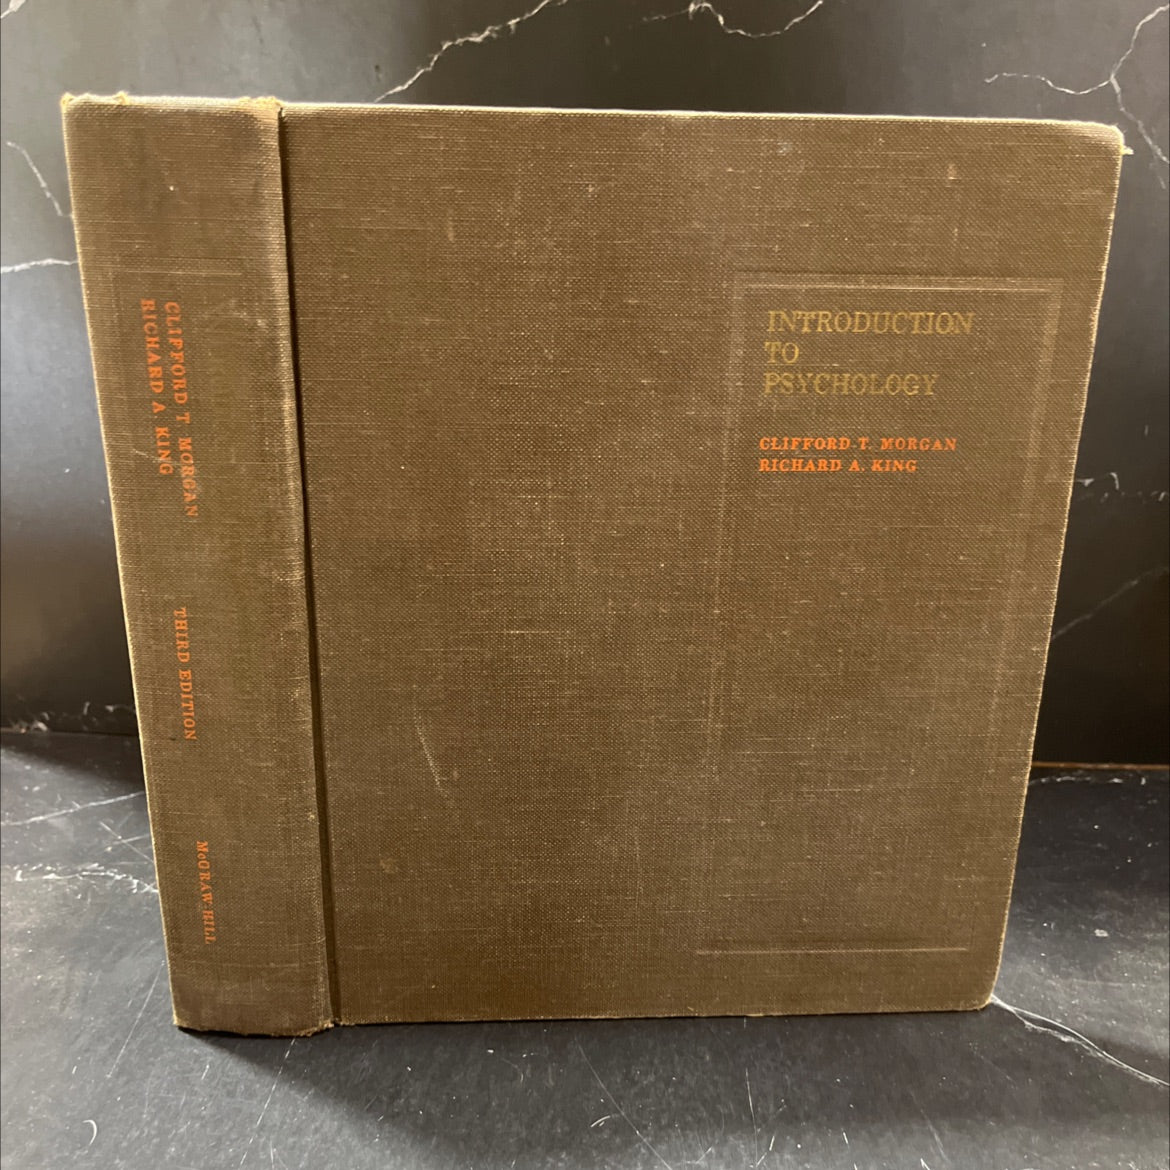 CLIFFORD T. MORGAN
RICHARD A. KING
THIRD EDITION
McGRAW-HILL
INTRODUCTION
TO
PSYCHOLOGY
CLIFFORD T. MORGAN
RICHARD A. KING